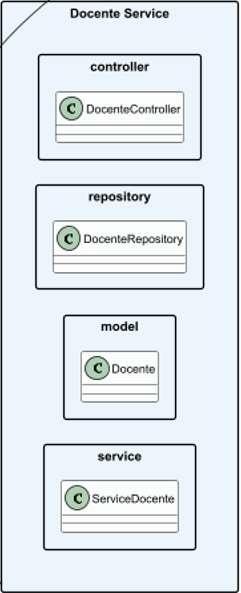 Docente Service
controller
C DocenteController
repository
C DocenteRepository
model
C Docente
service
C ServiceDocente